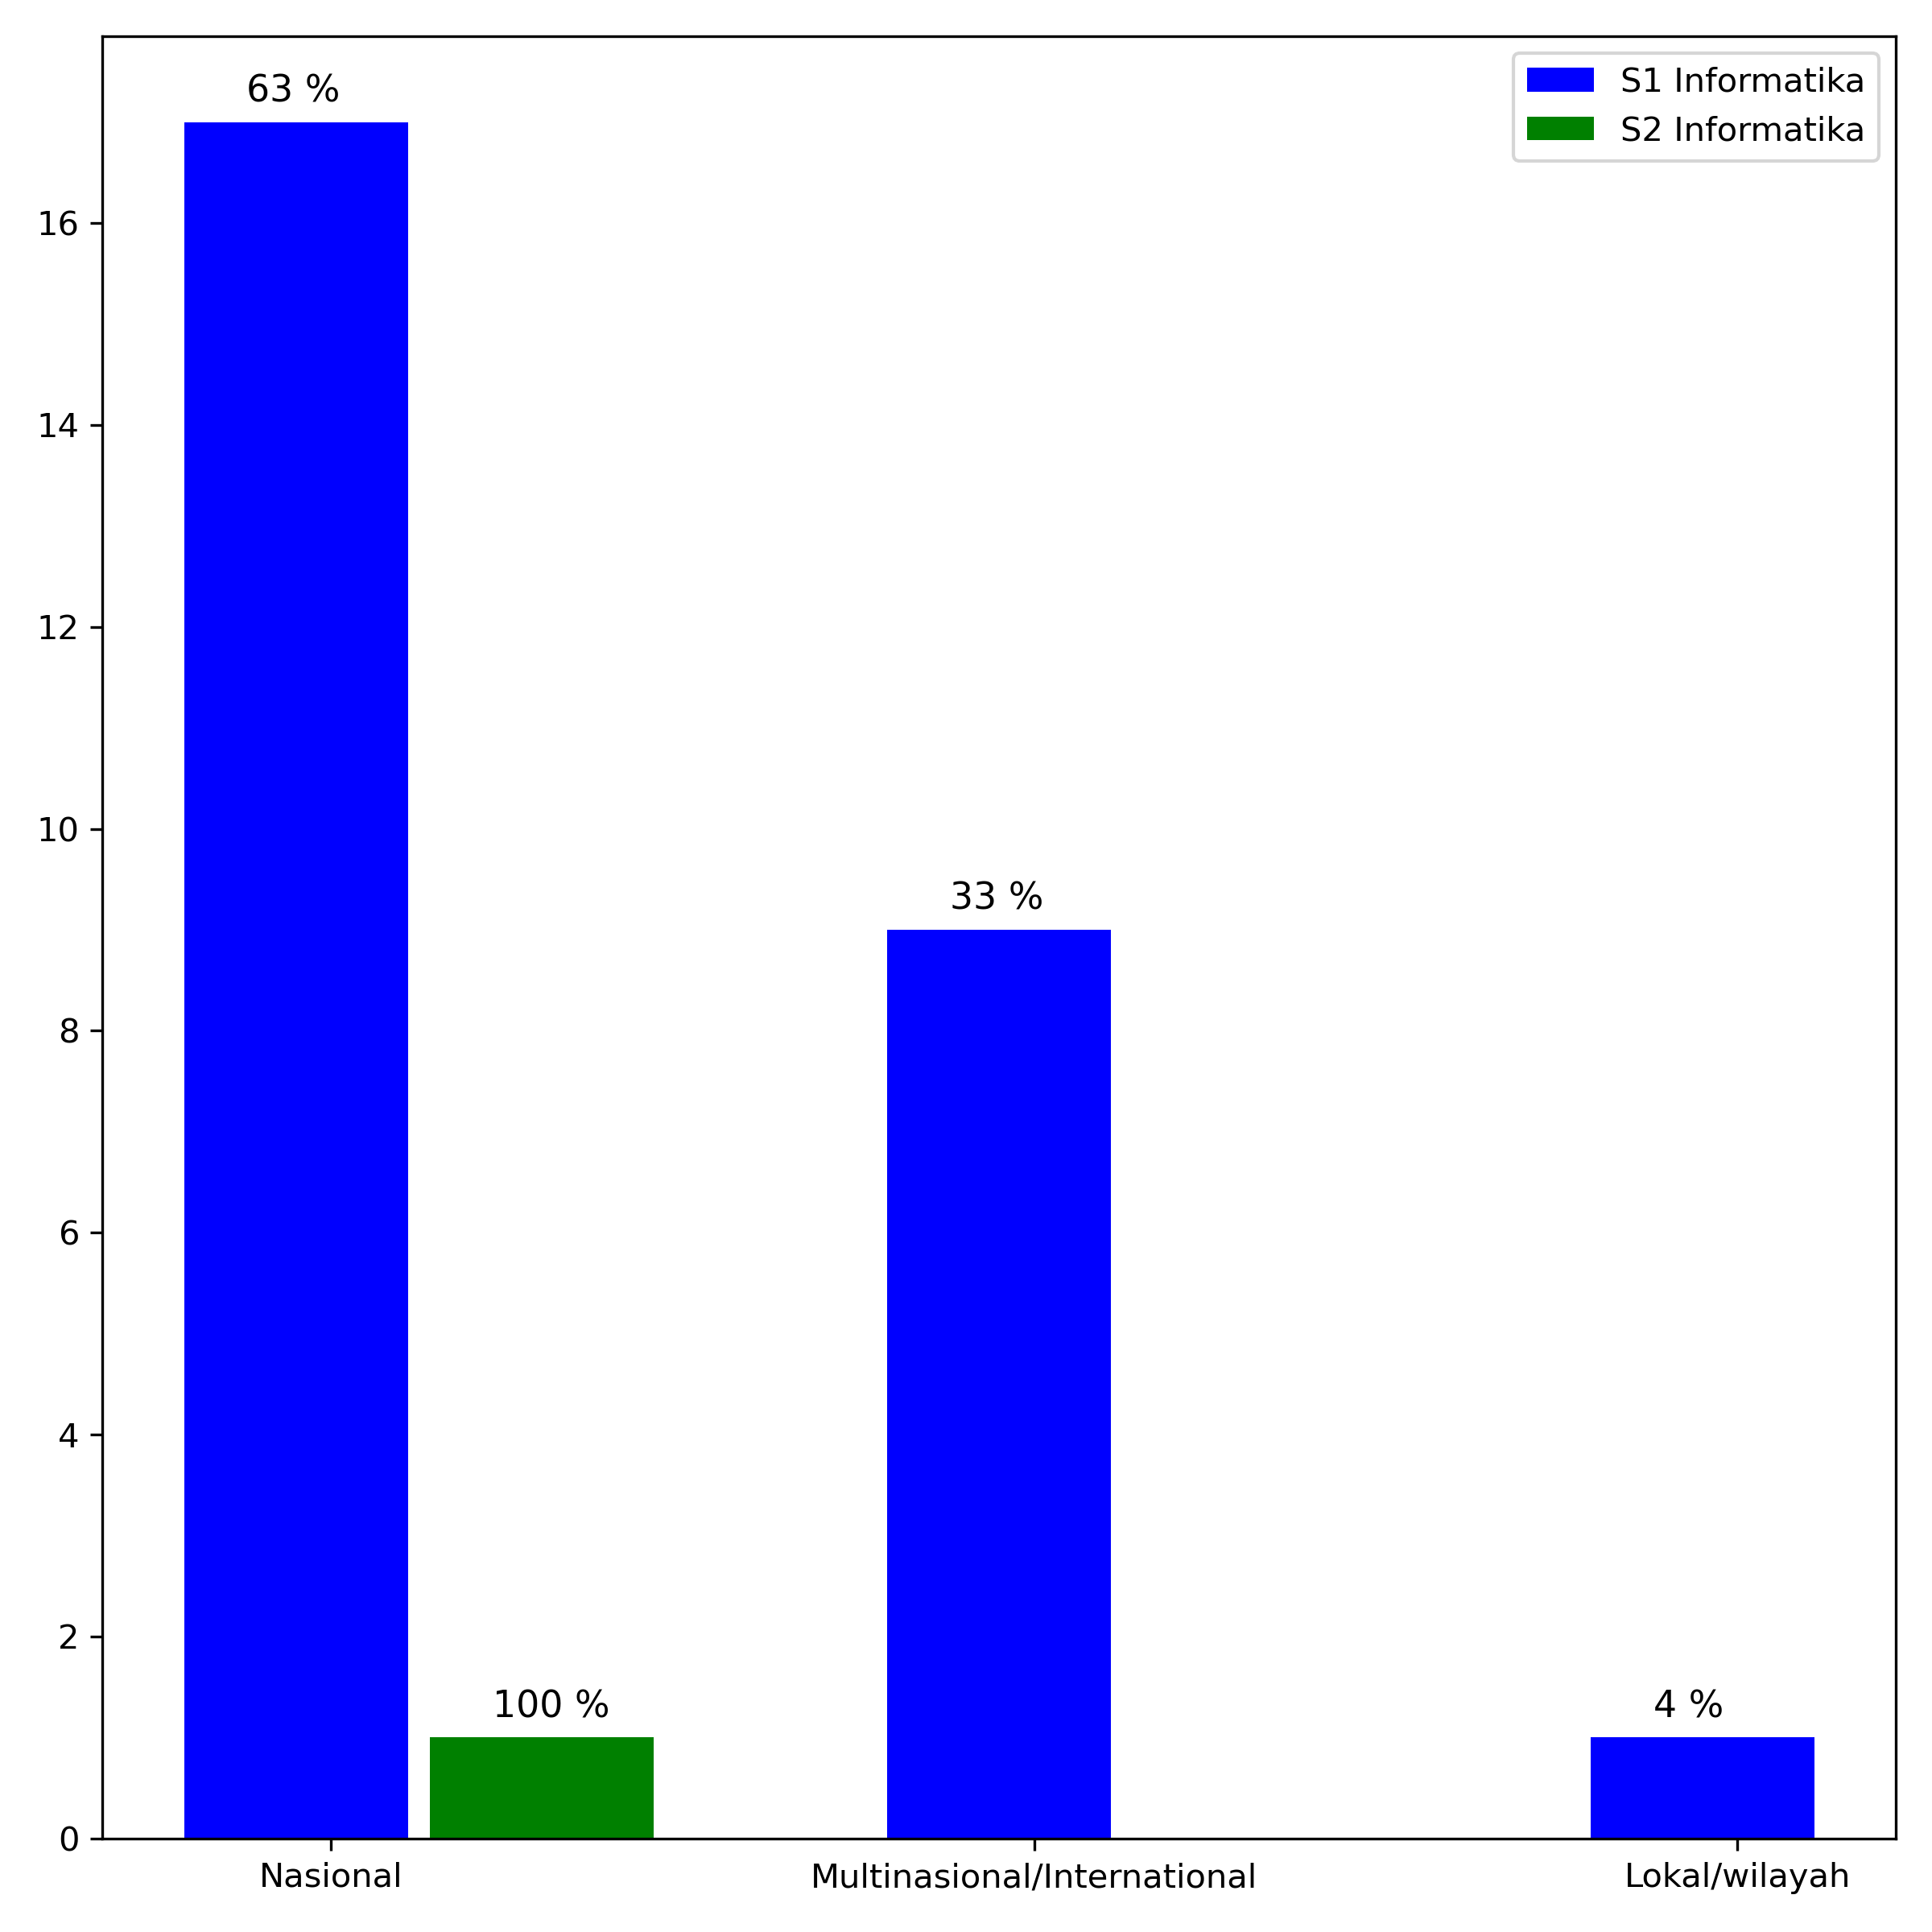 63 %
S1 Informatika
S2 Informatika
16
14
12
10
33 %
8
6
4
2
100 %
4 %
0
Nasional
Multinasional/International
Lokal/wilayah